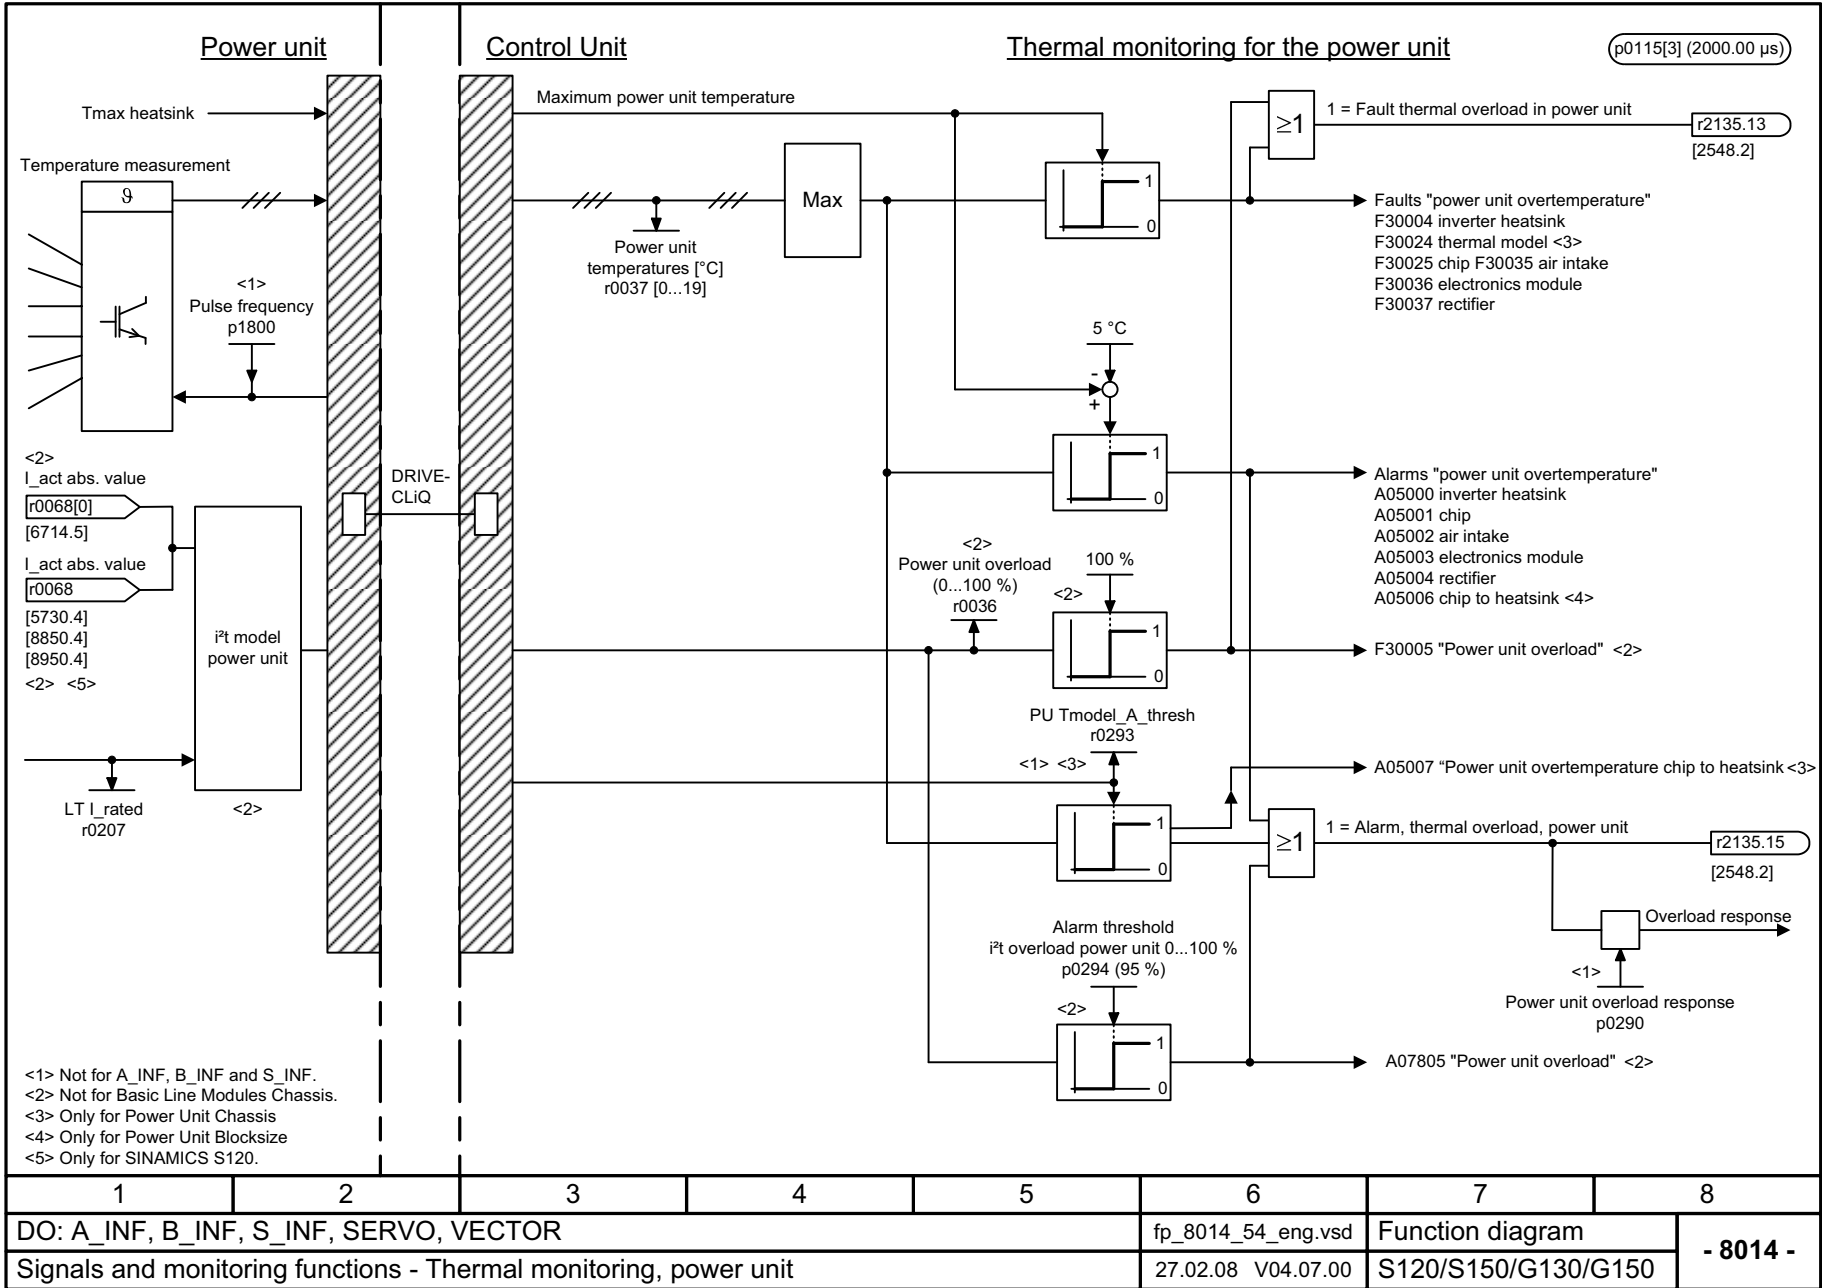 Power unit
Control Unit
Thermal monitoring for the power unit
p0115[3] (2000.00 µs)
Tmax heatsink
Maximum power unit temperature
1 = Fault thermal overload in power unit
≥1
r2135.13
[2548.2]
Temperature measurement
ϑ
Max
1
0
Faults "power unit overtemperature"
F30004 inverter heatsink
F30024 thermal model <3>
F30025 chip F30035 air intake
F30036 electronics module
F30037 rectifier
Power unit
temperatures [°C]
r0037 [0...19]
<1>
Pulse frequency
p1800
5 °C
-
+
1
0
Alarms "power unit overtemperature"
A05000 inverter heatsink
A05001 chip
A05002 air intake
A05003 electronics module
A05004 rectifier
A05006 chip to heatsink <4>
<2>
I_act abs. value
r0068[0]
[6714.5]
I_act abs. value
r0068
[5730.4]
[8850.4]
[8950.4]
<2> <5>
DRIVE-
CLiQ
i²t model
power unit
<2>
Power unit overload
(0...100 %)
r0036
100 %
<2>
1
0
F30005 "Power unit overload" <2>
LT I_rated
r0207
<2>
PU Tmodel_A_thresh
r0293
<1> <3>
1
0
A05007 “Power unit overtemperature chip to heatsink <3>
≥1
1 = Alarm, thermal overload, power unit
r2135.15
[2548.2]
Overload response
<1>
Power unit overload response
p0290
Alarm threshold
i²t overload power unit 0...100 %
p0294 (95 %)
<2>
1
0
A07805 "Power unit overload" <2>
<1> Not for A_INF, B_INF and S_INF.
<2> Not for Basic Line Modules Chassis.
<3> Only for Power Unit Chassis
<4> Only for Power Unit Blocksize
<5> Only for SINAMICS S120.
1 2 3 4 5 6 7 8
DO: A_INF, B_INF, S_INF, SERVO, VECTOR
fp_8014_54_eng.vsd
Function diagram
- 8014 -
Signals and monitoring functions - Thermal monitoring, power unit
27.02.08 V04.07.00
S120/S150/G130/G150